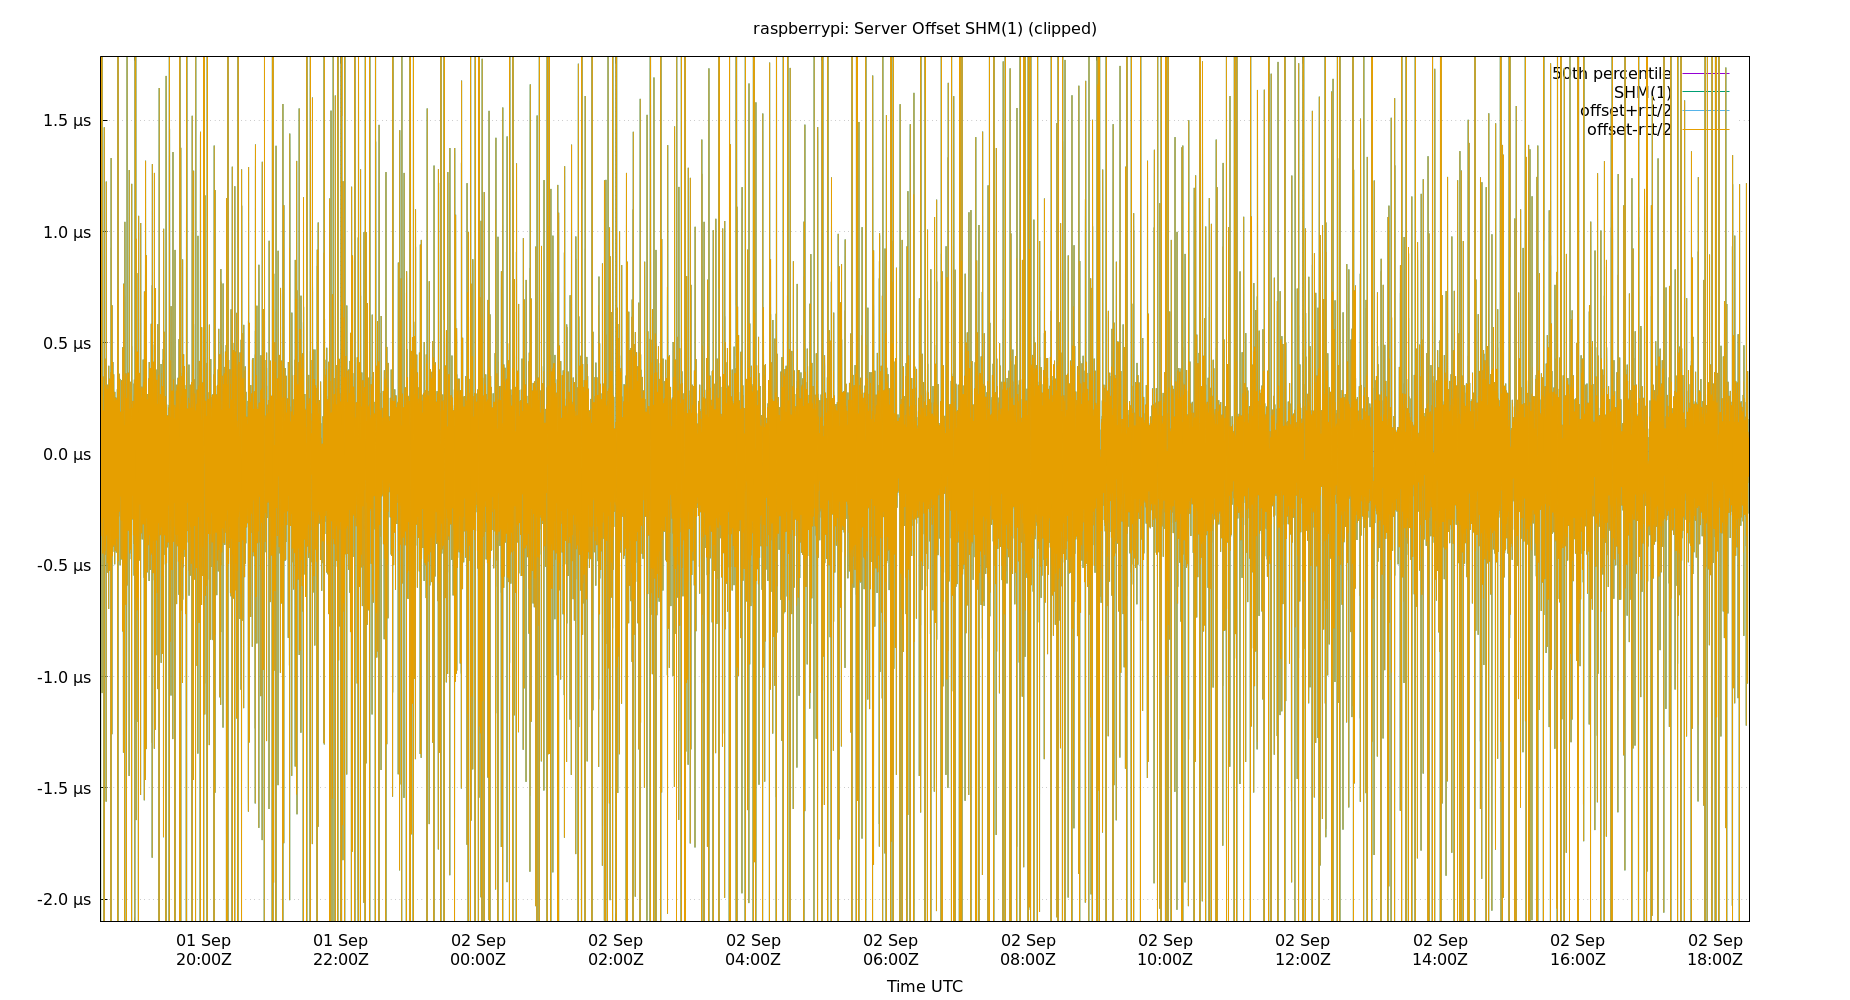 raspberrypi: Server Offset SHM(1) (clipped)
50th percentile
SHM(1)
offset+rtt/2
offset-rtt/2
1.5 µs
1.0 µs
0.5 µs
0.0 µs
-0.5 µs
-1.0 µs
-1.5 µs
-2.0 µs
01 Sep 01 Sep 02 Sep 02 Sep 02 Sep 02 Sep 02 Sep 02 Sep 02 Sep 02 Sep 02 Sep 02 Sep
20:00Z 22:00Z 00:00Z 02:00Z 04:00Z 06:00Z 08:00Z 10:00Z 12:00Z 14:00Z 16:00Z 18:00Z
Time UTC